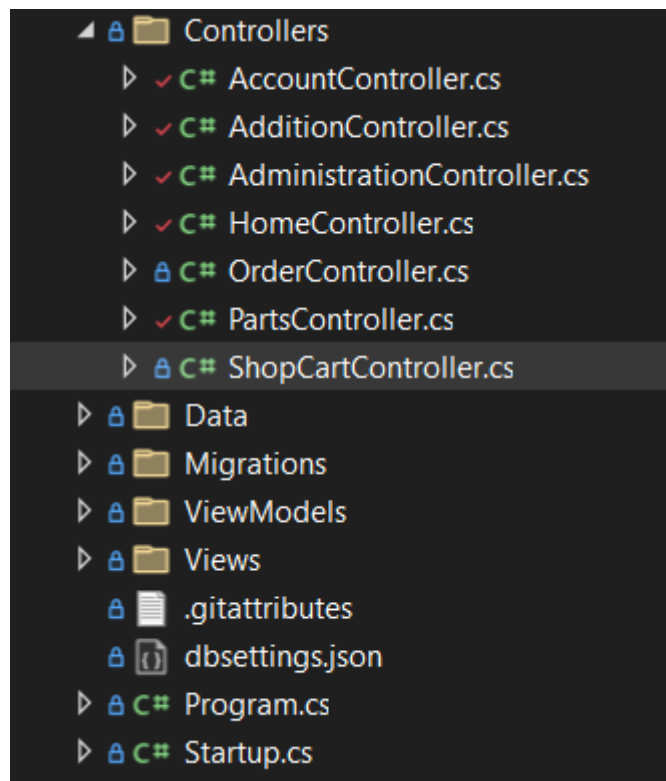 Controllers
C# AccountController.cs
C# AdditionController.cs
C# AdministrationController.cs
C# HomeController.cs
C# OrderController.cs
C# PartsController.cs
C# ShopCartController.cs
Data
Migrations
ViewModels
Views
.gitattributes
dbsettings.json
C# Program.cs
C# Startup.cs